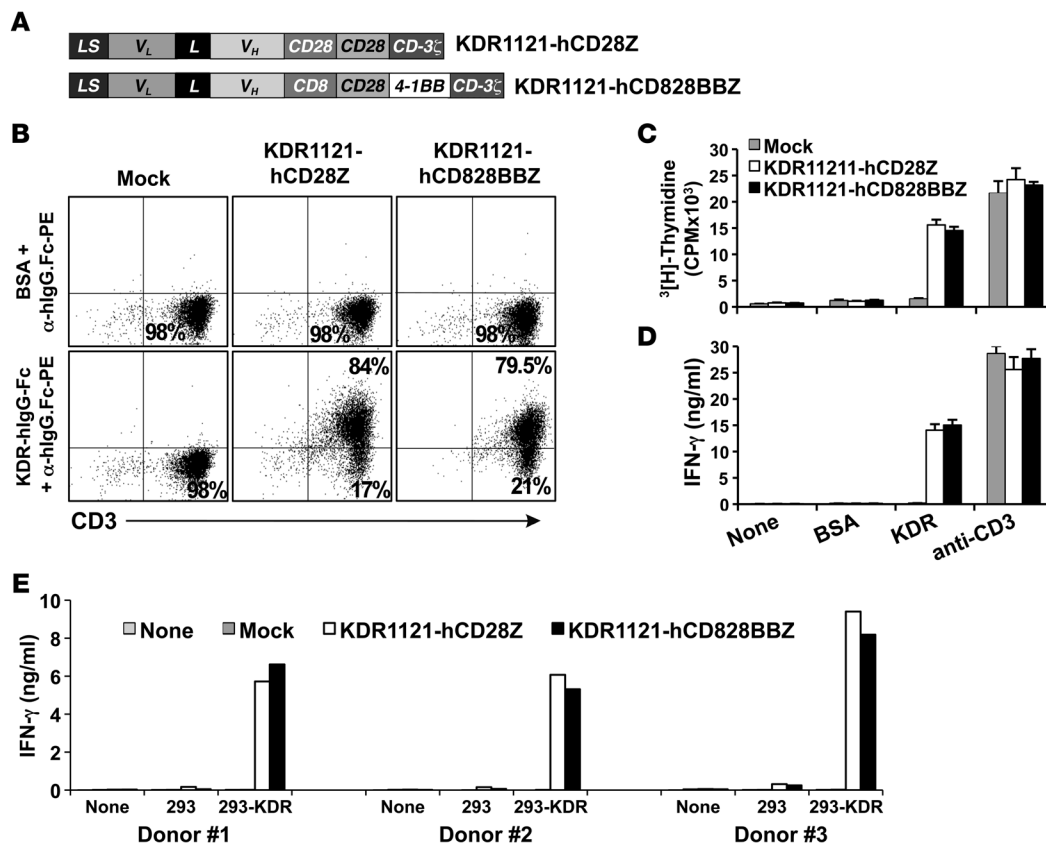 A
LS V_L L V_H CD28 CD28 CD-3ζ KDR1121-hCD28Z
LS V_L L V_H CD8 CD28 4-1BB CD-3ζ KDR1121-hCD828BBZ
B
Mock
KDR1121-
hCD28Z
KDR1121-
hCD828BBZ
BSA +
α-hIgG.Fc-PE
98%
98%
98%
KDR-hIgG-Fc
+ α-hIgG.Fc-PE
98%
84%
17%
79.5%
21%
CD3
C
Mock
KDR11211-hCD28Z
KDR1121-hCD828BBZ
³[H]-Thymidine
(CPMx10³)
30
25
20
15
10
5
0
D
IFN-γ (ng/ml)
30
25
20
15
10
5
0
None BSA KDR anti-CD3
E
None Mock KDR1121-hCD28Z KDR1121-hCD828BBZ
IFN-γ (ng/ml)
10
8
6
4
2
0
None 293 293-KDR None 293 293-KDR None 293 293-KDR
Donor #1 Donor #2 Donor #3